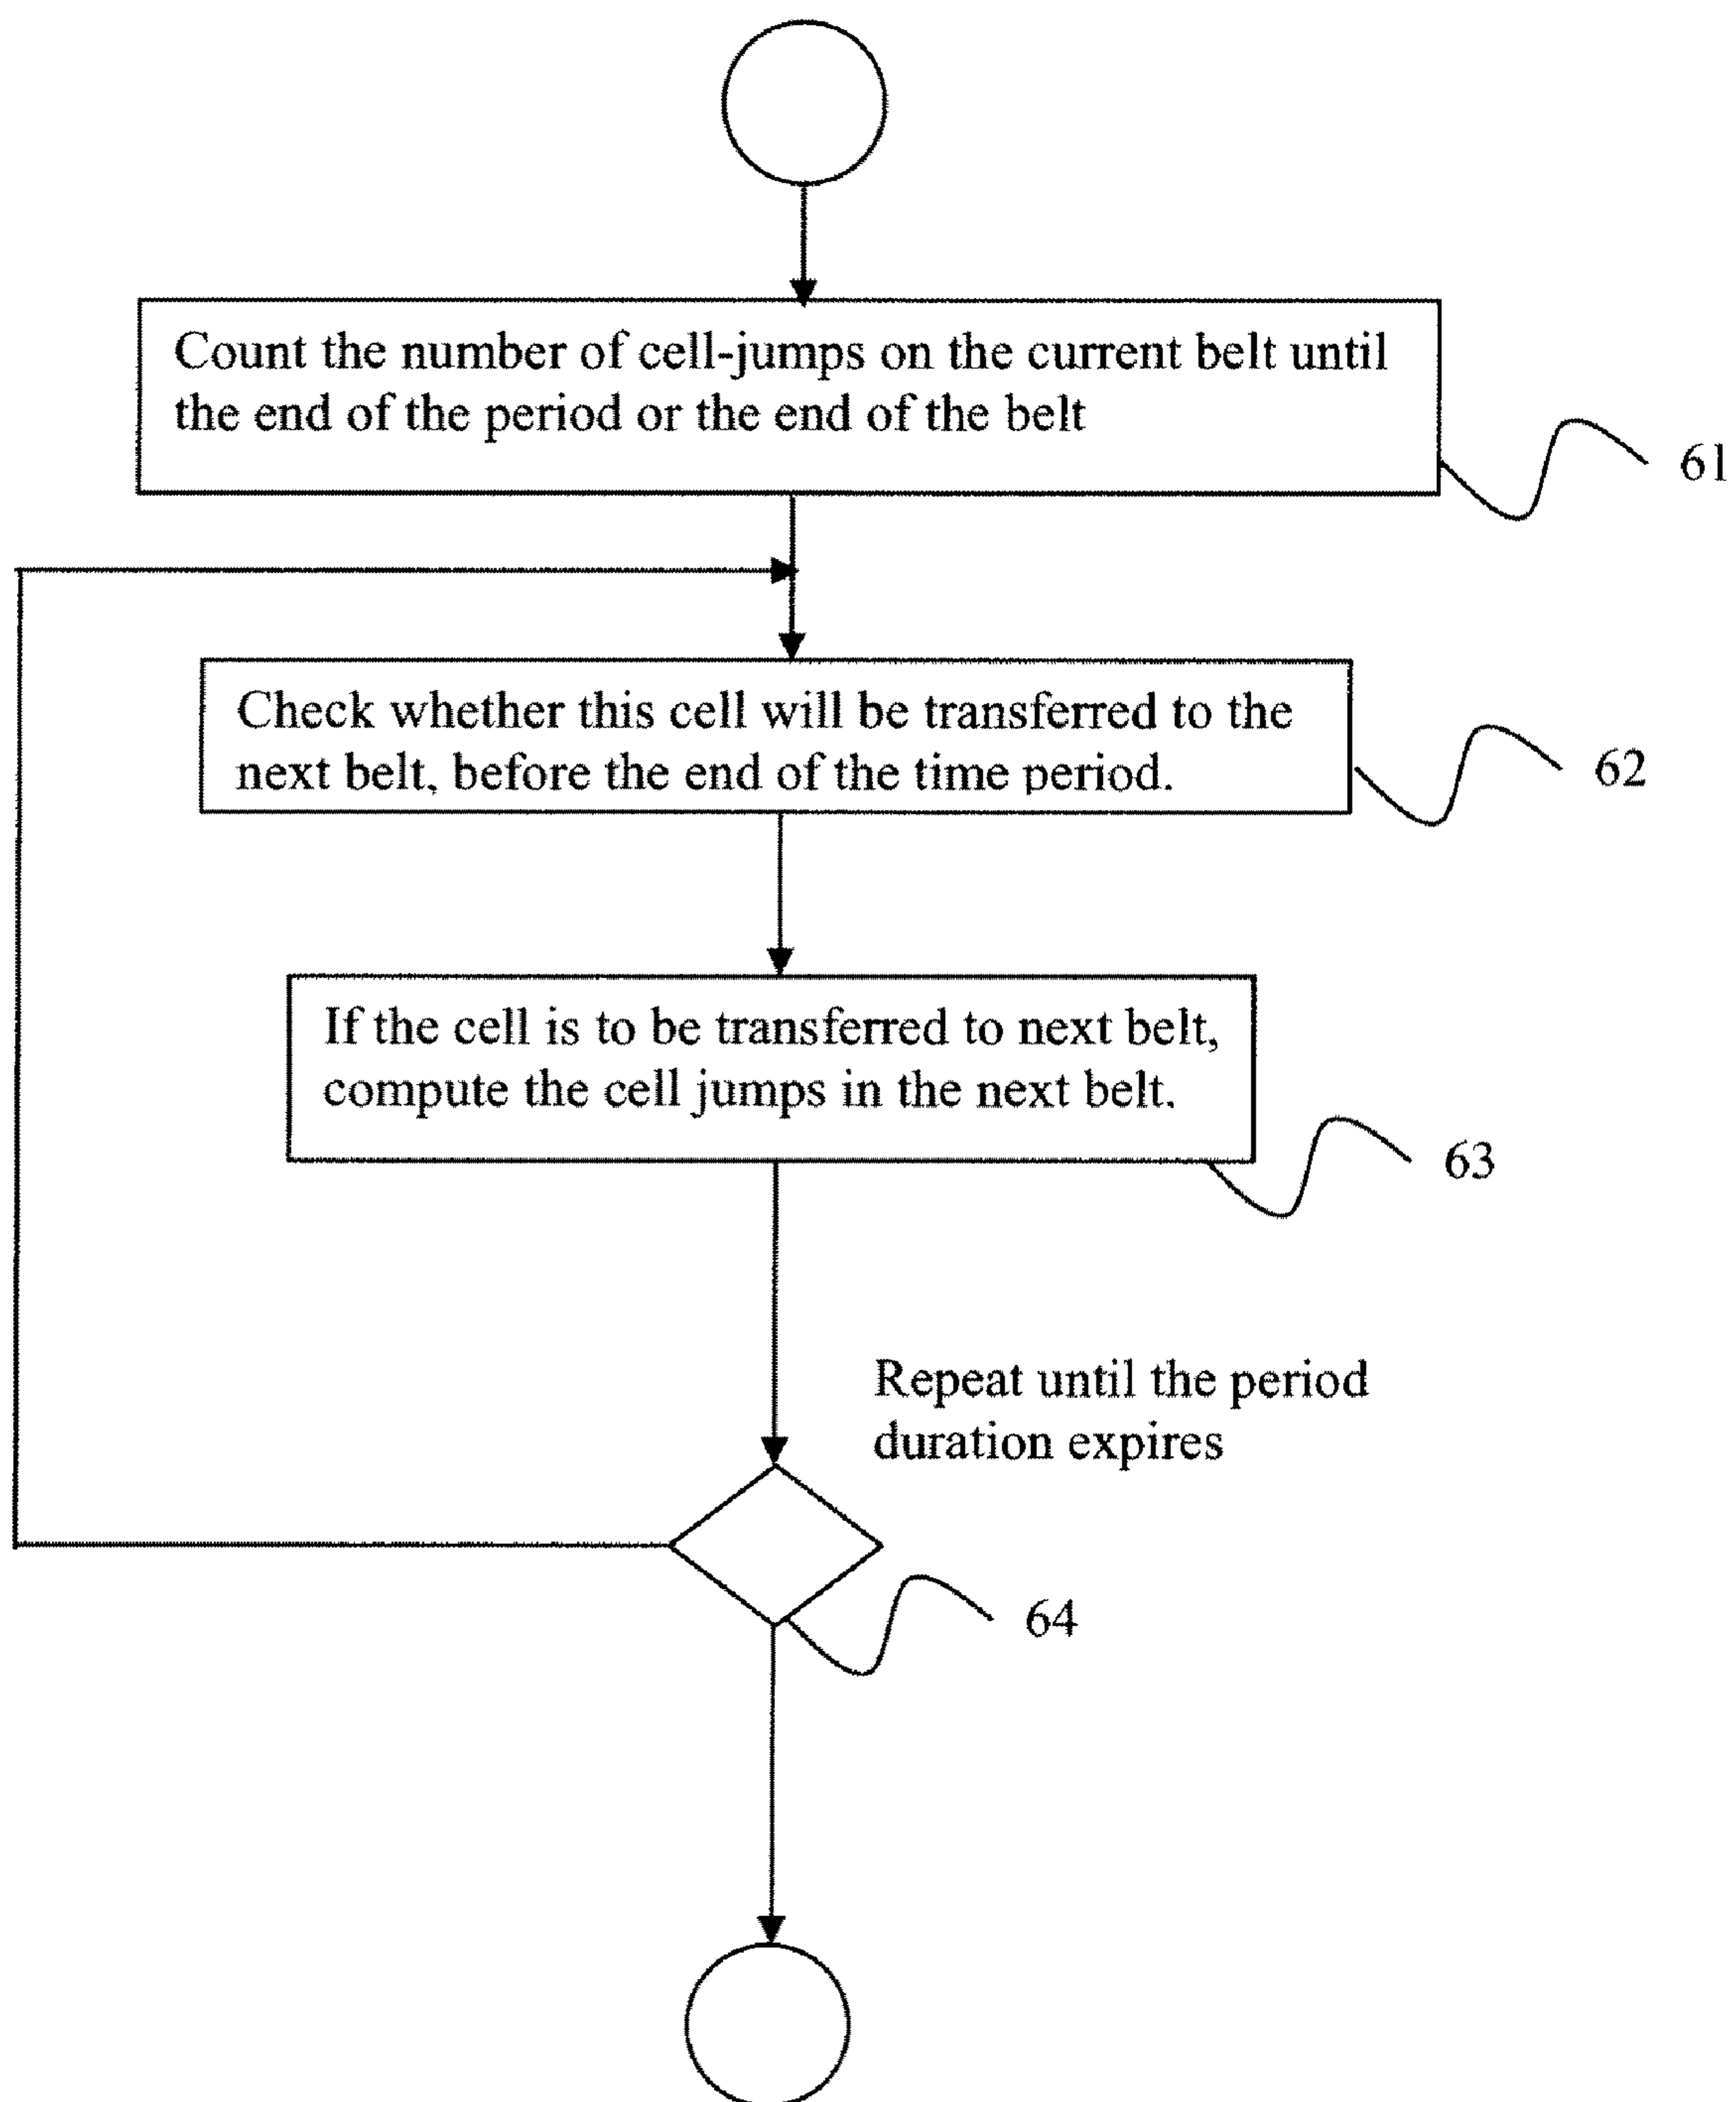 Count the number of cell-jumps on the current belt until
the end of the period or the end of the belt
61
Check whether this cell will be transferred to the
next belt, before the end of the time period.
62
If the cell is to be transferred to next belt,
compute the cell jumps in the next belt.
63
Repeat until the period
duration expires
64